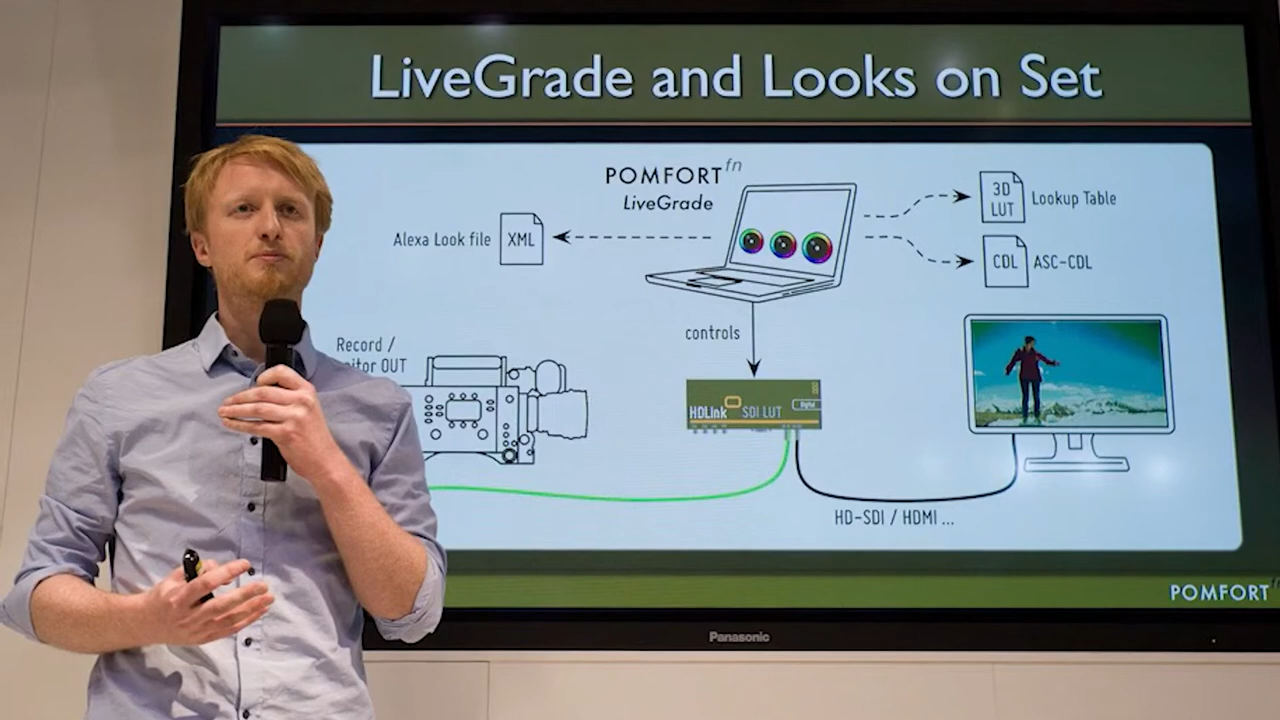 LiveGrade and Looks on Set
POMFORT fn
LiveGrade
3D
LUT
Lookup Table
Alexa Look file
XML
CDL
ASC-CDL
controls
Record /
OUT
HDLink
SDI LUT
HD-SDI / HDMI ...
POMFORT
Panasonic